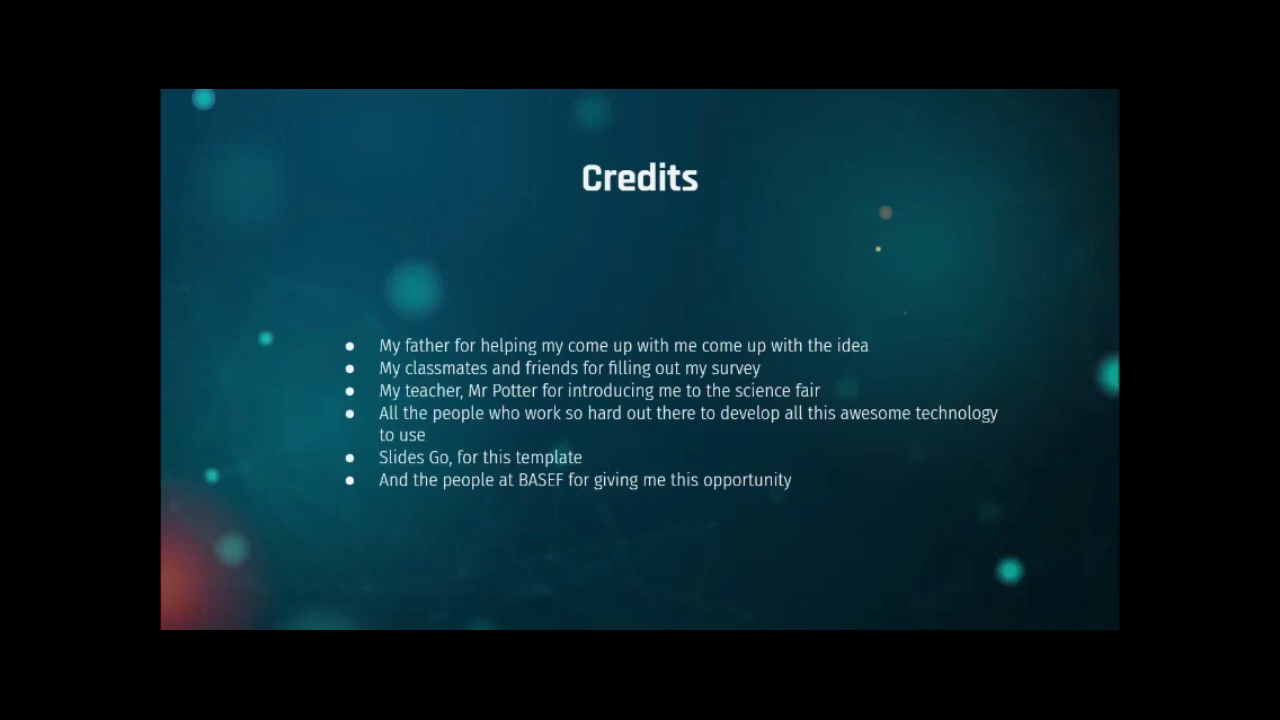 Credits
● My father for helping my come up with me come up with the idea
● My classmates and friends for filling out my survey
● My teacher, Mr Potter for introducing me to the science fair
● All the people who work so hard out there to develop all this awesome technology
to use
● Slides Go, for this template
● And the people at BASEF for giving me this opportunity